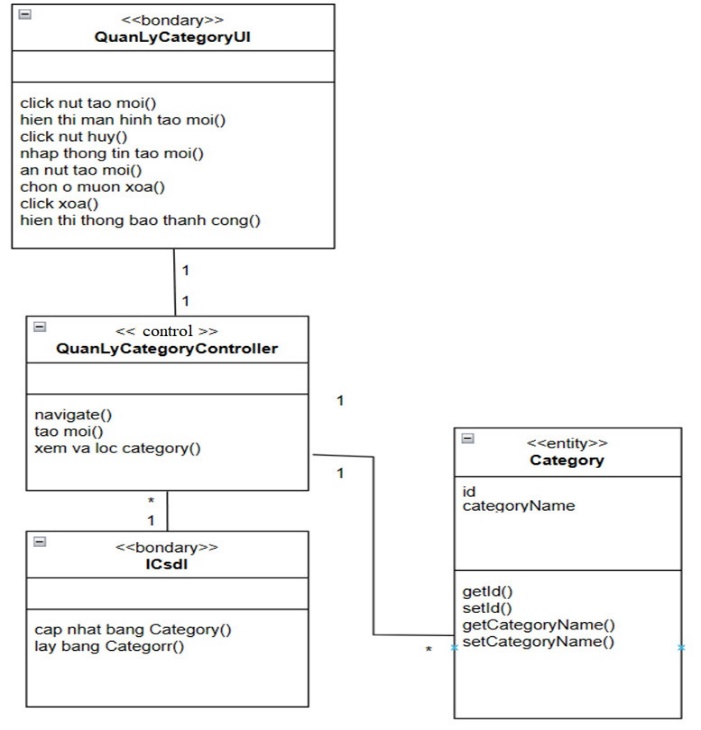 <<bondary>>
QuanLyCategoryUI
click nut tao moi()
hien thi man hinh tao moi()
click nut huy()
nhap thong tin tao moi()
an nut tao moi()
chon o muon xoa()
click xoa()
hien thi thong bao thanh cong()
1
1
<< control >>
QuanLyCategoryController
navigate()
tao moi()
xem va loc category()
1
1
*
1
<<bondary>>
ICsdl
cap nhat bang Category()
lay bang Categorr()
<<entity>>
Category
id
categoryName
getId()
setId()
getCategoryName()
setCategoryName()
*